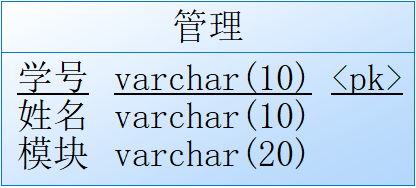 管理
学号 varchar(10) <pk>
姓名 varchar(10)
模块 varchar(20)